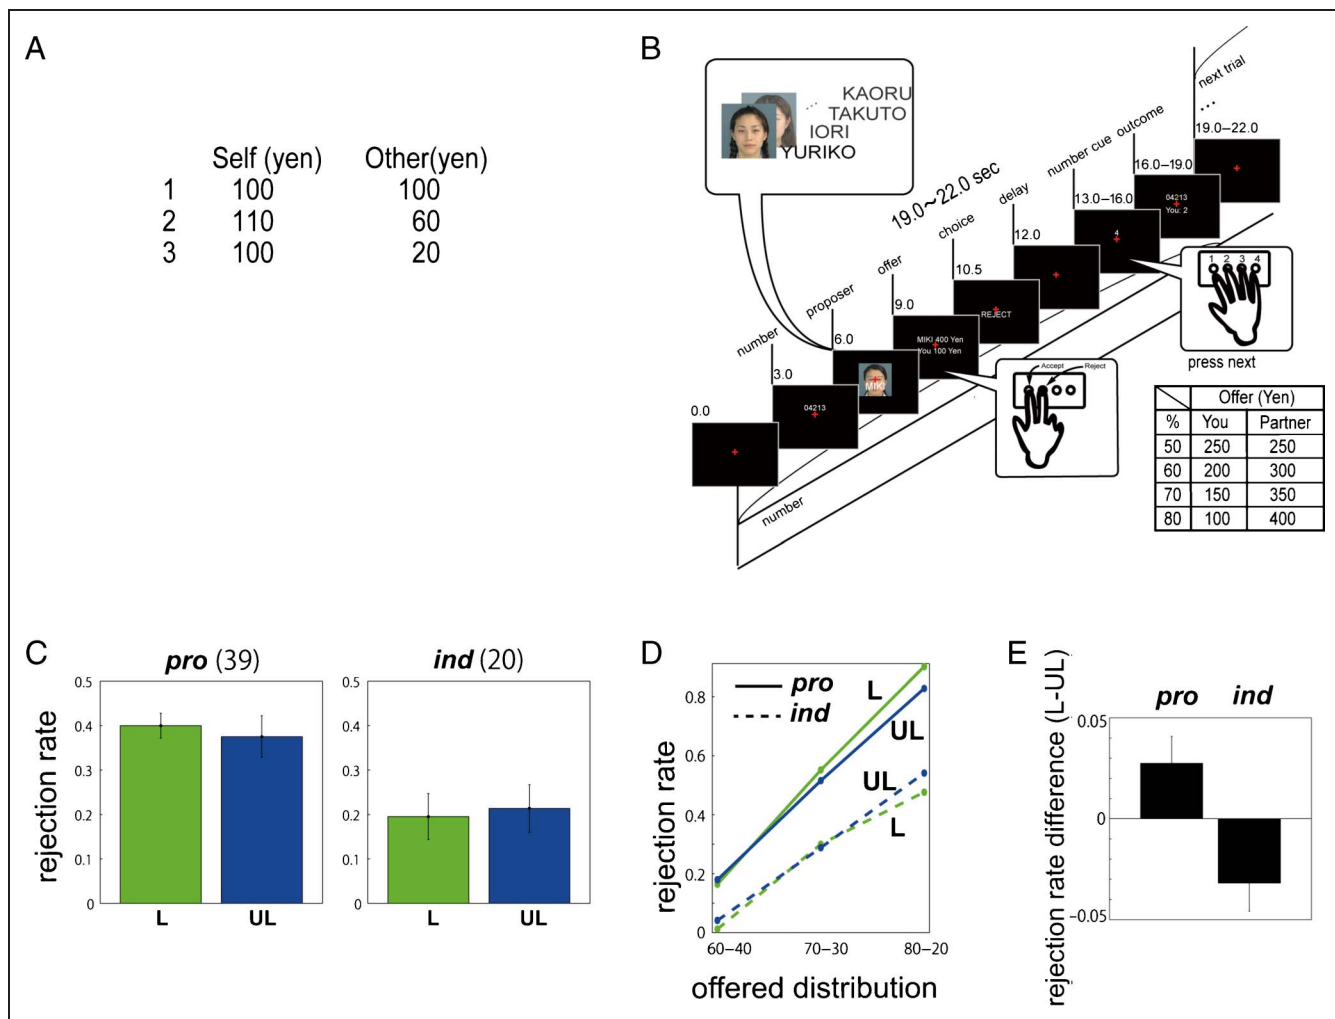 A
Self (yen) Other(yen)
1 100 100
2 110 60
3 100 20
B
KAORU
TAKUTO
IORI
YURIKO
...
19.0~22.0 sec
0.0
number
3.0
04213
proposer
6.0
MIKI
offer
9.0
MIKI 400 Yen
You 100 Yen
choice
10.5
REJECT
delay
12.0
number cue
13.0–16.0
4
outcome
16.0–19.0
04213
You: 2
next trial
...
19.0–22.0
number
Accept Reject
1 2 3 4
press next
Offer (Yen)
% You Partner
50 250 250
60 200 300
70 150 350
80 100 400
C
pro (39)
rejection rate
0.5
0.4
0.3
0.2
0.1
0
L UL
ind (20)
0.5
0.4
0.3
0.2
0.1
0
L UL
D
pro
ind
L
UL
UL
L
rejection rate
0.8
0.6
0.4
0.2
0
60–40 70–30 80–20
offered distribution
E
pro ind
rejection rate difference (L-UL)
0.05
0
−0.05